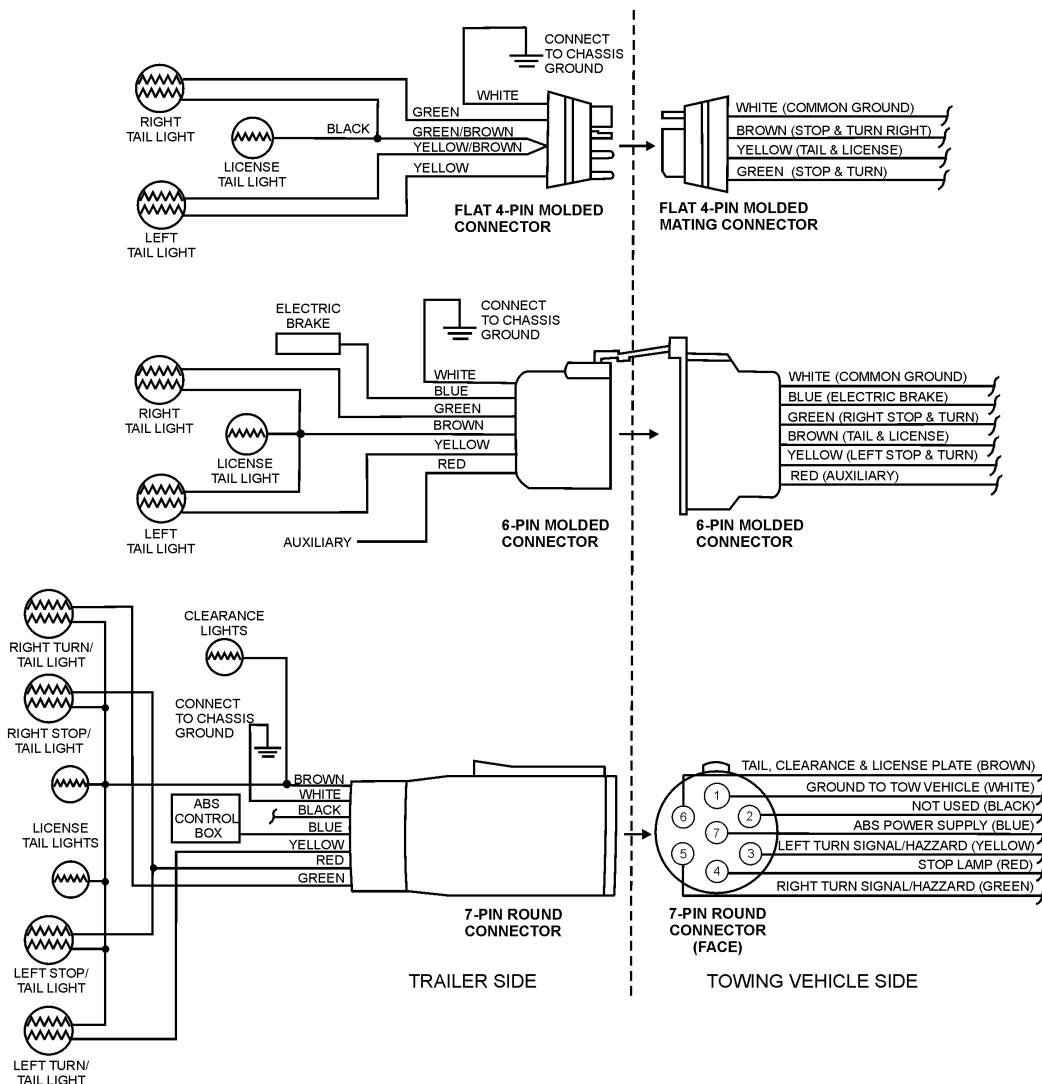 CONNECT
TO CHASSIS
GROUND
WHITE
GREEN
BLACK
GREEN/BROWN
YELLOW/BROWN
YELLOW
RIGHT
TAIL LIGHT
LICENSE
TAIL LIGHT
LEFT
TAIL LIGHT
FLAT 4-PIN MOLDED
CONNECTOR
WHITE (COMMON GROUND)
BROWN (STOP & TURN RIGHT)
YELLOW (TAIL & LICENSE)
GREEN (STOP & TURN)
FLAT 4-PIN MOLDED
MATING CONNECTOR
ELECTRIC
BRAKE
CONNECT
TO CHASSIS
GROUND
WHITE
BLUE
GREEN
BROWN
YELLOW
RED
RIGHT
TAIL LIGHT
LICENSE
TAIL LIGHT
LEFT
TAIL LIGHT
AUXILIARY
6-PIN MOLDED
CONNECTOR
WHITE (COMMON GROUND)
BLUE (ELECTRIC BRAKE)
GREEN (RIGHT STOP & TURN)
BROWN (TAIL & LICENSE)
YELLOW (LEFT STOP & TURN)
RED (AUXILIARY)
6-PIN MOLDED
CONNECTOR
RIGHT TURN/
TAIL LIGHT
RIGHT STOP/
TAIL LIGHT
LICENSE
TAIL LIGHTS
LEFT STOP/
TAIL LIGHT
LEFT TURN/
TAIL LIGHT
CLEARANCE
LIGHTS
CONNECT
TO CHASSIS
GROUND
ABS
CONTROL
BOX
BROWN
WHITE
BLACK
BLUE
YELLOW
RED
GREEN
7-PIN ROUND
CONNECTOR
1
2
3
4
5
6
7
TAIL, CLEARANCE & LICENSE PLATE (BROWN)
GROUND TO TOW VEHICLE (WHITE)
NOT USED (BLACK)
ABS POWER SUPPLY (BLUE)
LEFT TURN SIGNAL/HAZZARD (YELLOW)
STOP LAMP (RED)
RIGHT TURN SIGNAL/HAZZARD (GREEN)
7-PIN ROUND
CONNECTOR
(FACE)
TRAILER SIDE
TOWING VEHICLE SIDE